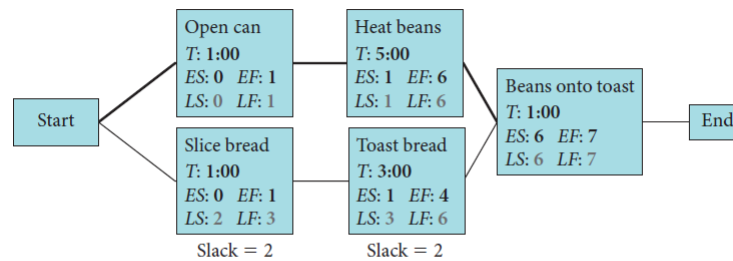 Start
Open can
T: 1:00
ES: 0 EF: 1
LS: 0 LF: 1
Heat beans
T: 5:00
ES: 1 EF: 6
LS: 1 LF: 6
Slice bread
T: 1:00
ES: 0 EF: 1
LS: 2 LF: 3
Slack = 2
Toast bread
T: 3:00
ES: 1 EF: 4
LS: 3 LF: 6
Slack = 2
Beans onto toast
T: 1:00
ES: 6 EF: 7
LS: 6 LF: 7
End